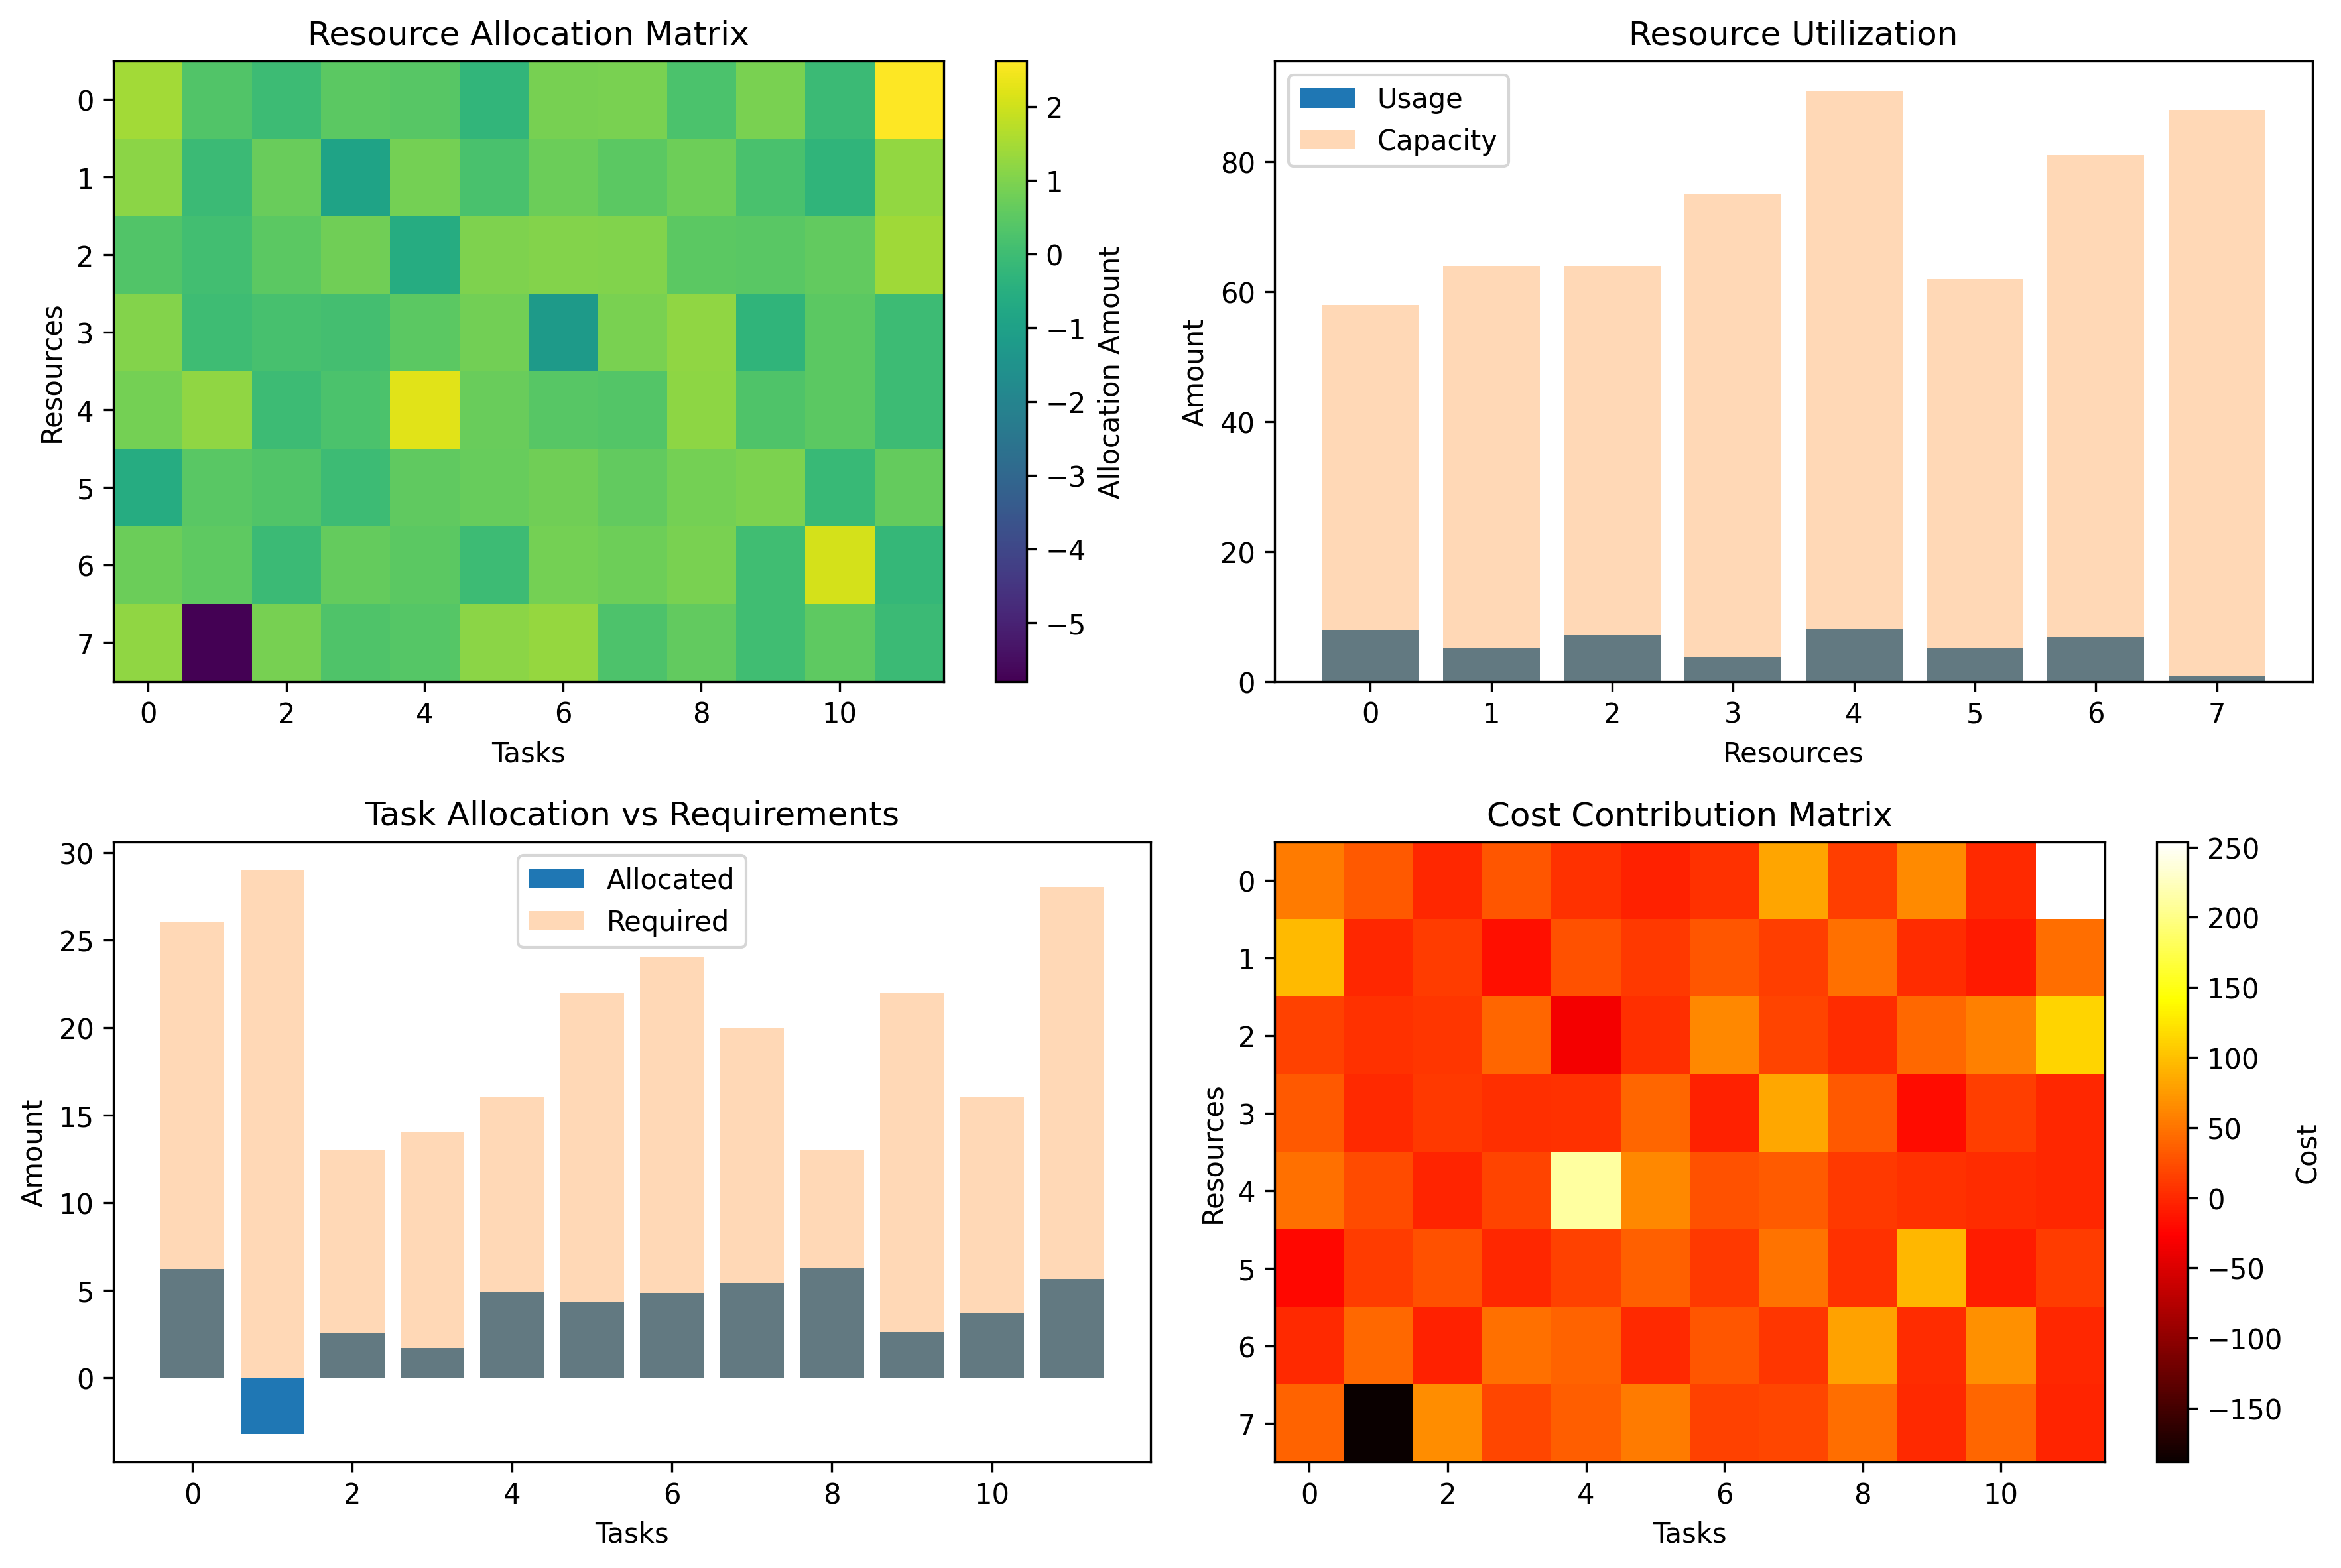 Resource Allocation Matrix
0
1
2
3
4
5
6
7
Resources
0 2 4 6 8 10
Tasks
2
1
0
−1
−2
−3
−4
−5
Allocation Amount
Resource Utilization
Usage
Capacity
80
60
40
20
0
Amount
0 1 2 3 4 5 6 7
Resources
Task Allocation vs Requirements
Allocated
Required
30
25
20
15
10
5
0
Amount
0 2 4 6 8 10
Tasks
Cost Contribution Matrix
0
1
2
3
4
5
6
7
Resources
0 2 4 6 8 10
Tasks
250
200
150
100
50
0
−50
−100
−150
Cost